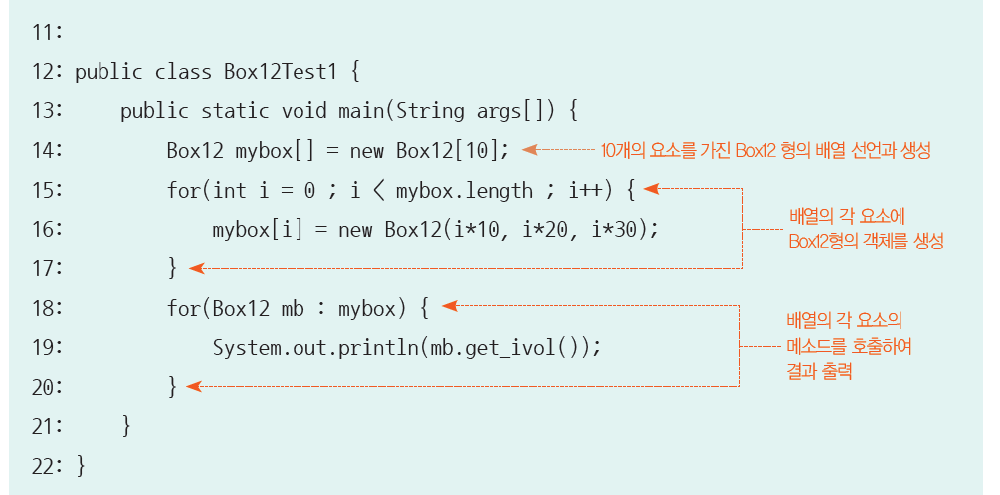 11:
12: public class Box12Test1 {
13: public static void main(String args[]) {
14: Box12 mybox[] = new Box12[10]; 10개의 요소를 가진 Box12 형의 배열 선언과 생성
15: for(int i = 0 ; i < mybox.length ; i++) {
배열의 각 요소에
16: mybox[i] = new Box12(i*10, i*20, i*30);
Box12형의 객체를 생성
17: }
18: for(Box12 mb : mybox) {
배열의 각 요소의
19: System.out.println(mb.get_ivol());
메소드를 호출하여
결과 출력
20: }
21: }
22: }